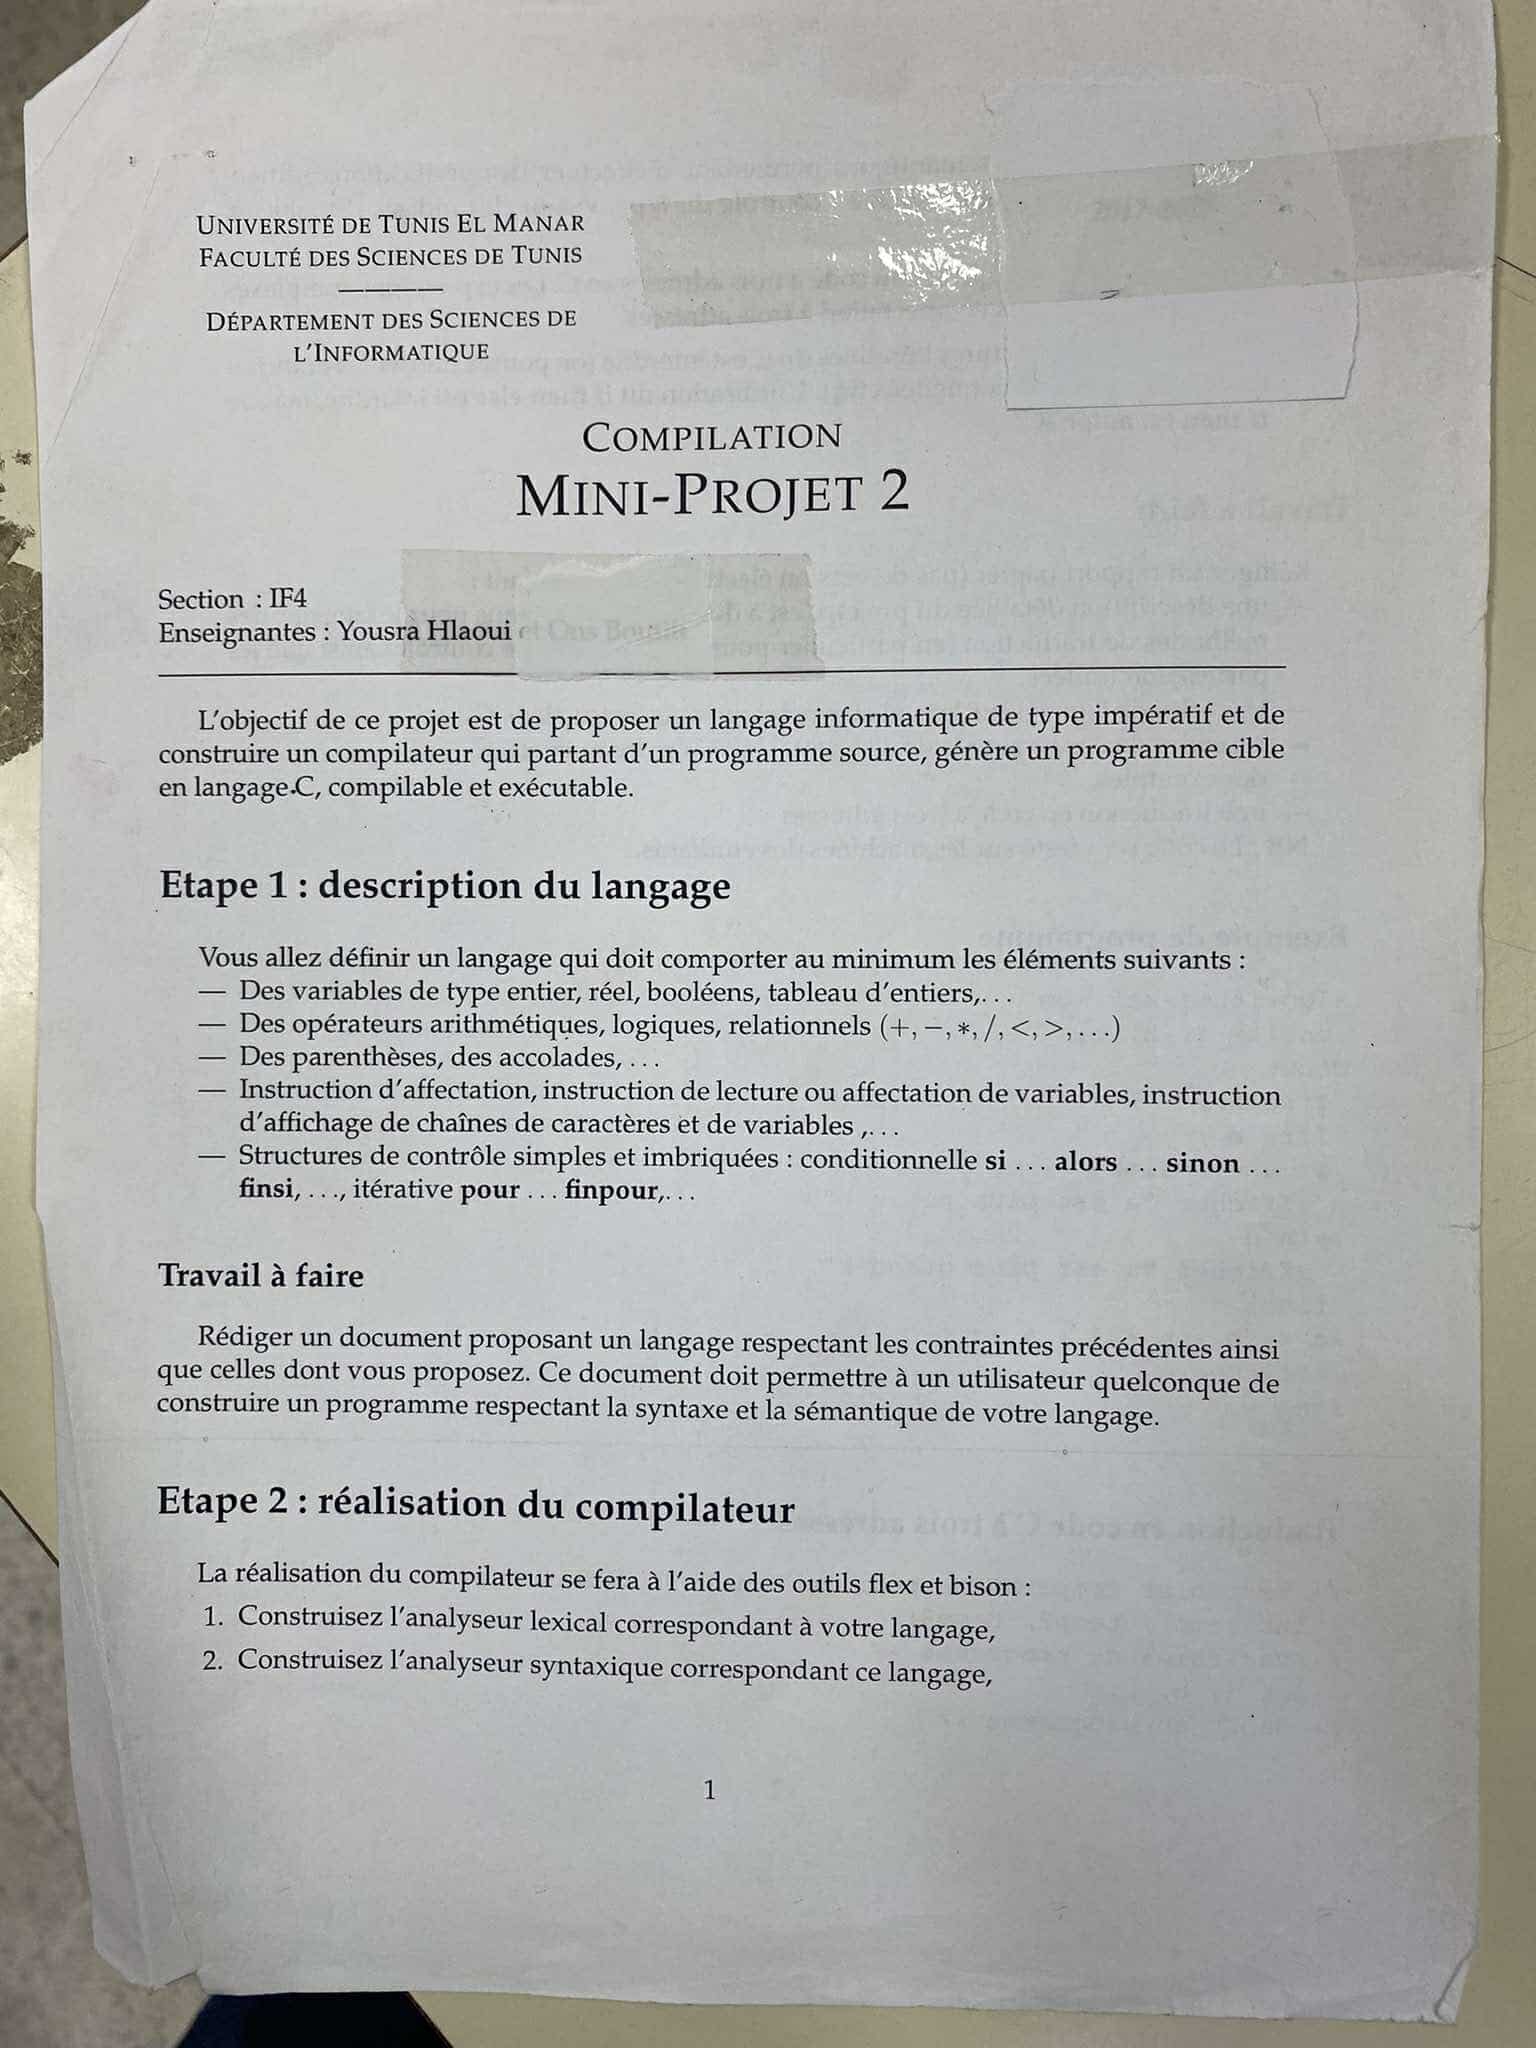 UNIVERSITÉ DE TUNIS EL MANAR
FACULTÉ DES SCIENCES DE TUNIS
DÉPARTEMENT DES SCIENCES DE
L'INFORMATIQUE
COMPILATION
MINI-PROJET 2
Section : IF4
Enseignantes : Yousra Hlaoui
L'objectif de ce projet est de proposer un langage informatique de type impératif et de
construire un compilateur qui partant d'un programme source, génère un programme cible
en langage C, compilable et exécutable.
Etape 1 : description du langage
Vous allez définir un langage qui doit comporter au minimum les éléments suivants :
— Des variables de type entier, réel, booléens, tableau d'entiers,...
— Des opérateurs arithmétiques, logiques, relationnels (+, −, *, /, <, >, ...)
— Des parenthèses, des accolades, ...
— Instruction d'affectation, instruction de lecture ou affectation de variables, instruction
d'affichage de chaînes de caractères et de variables ,...
— Structures de contrôle simples et imbriquées : conditionnelle si ... alors ... sinon ...
finsi, ..., itérative pour ... finpour,...
Travail à faire
Rédiger un document proposant un langage respectant les contraintes précédentes ainsi
que celles dont vous proposez. Ce document doit permettre à un utilisateur quelconque de
construire un programme respectant la syntaxe et la sémantique de votre langage.
Etape 2 : réalisation du compilateur
La réalisation du compilateur se fera à l'aide des outils flex et bison :
1. Construisez l'analyseur lexical correspondant à votre langage,
2. Construisez l'analyseur syntaxique correspondant ce langage,
1